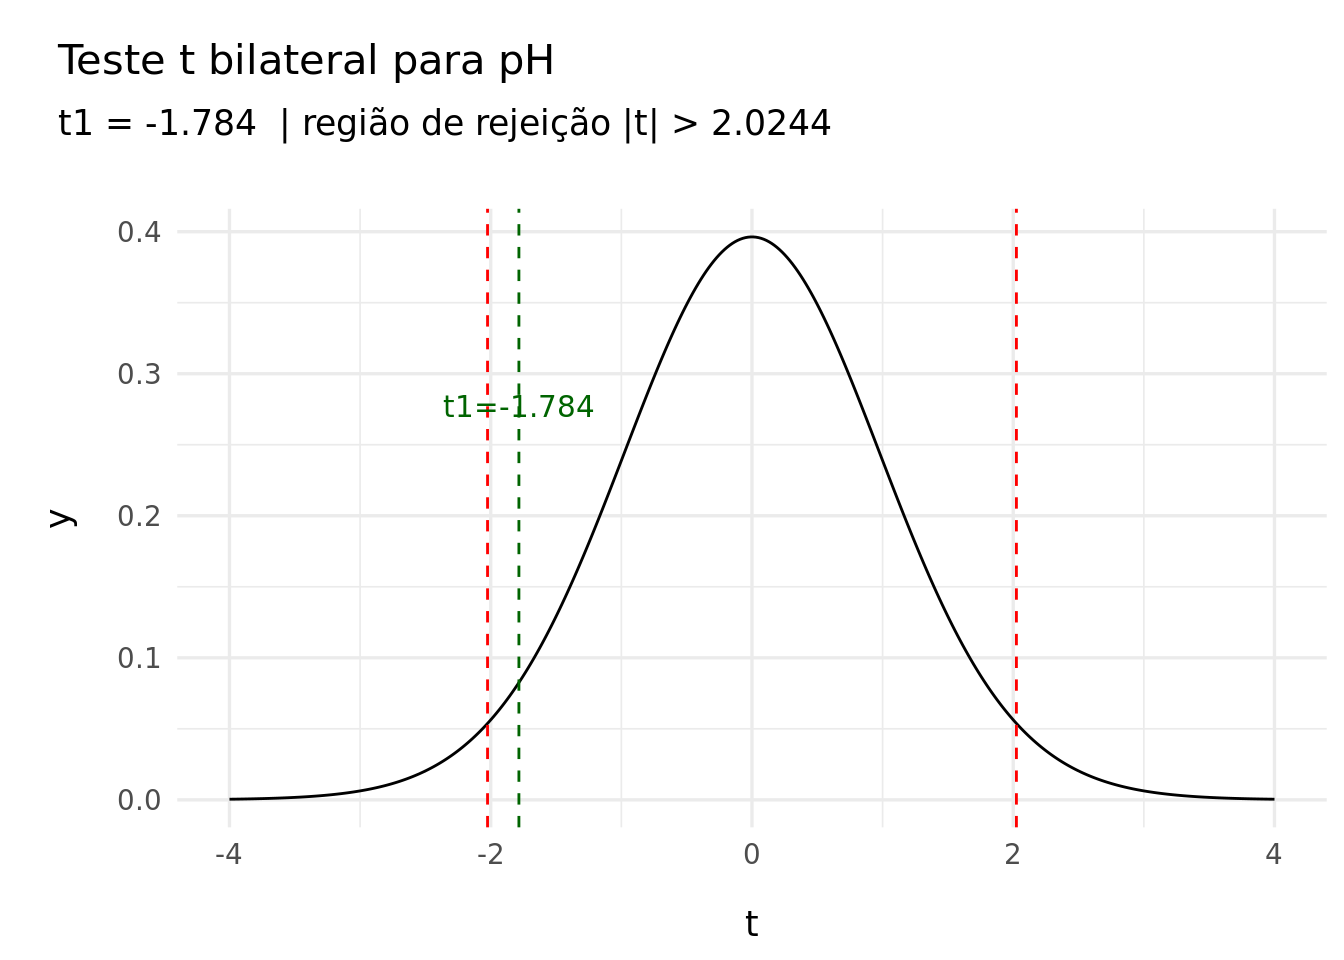 Teste t bilateral para pH
t1 = -1.784 | região de rejeição |t| > 2.0244
0.4
0.3
t1=-1.784
0.2
y
0.1
0.0
-4 -2 0 2 4
t